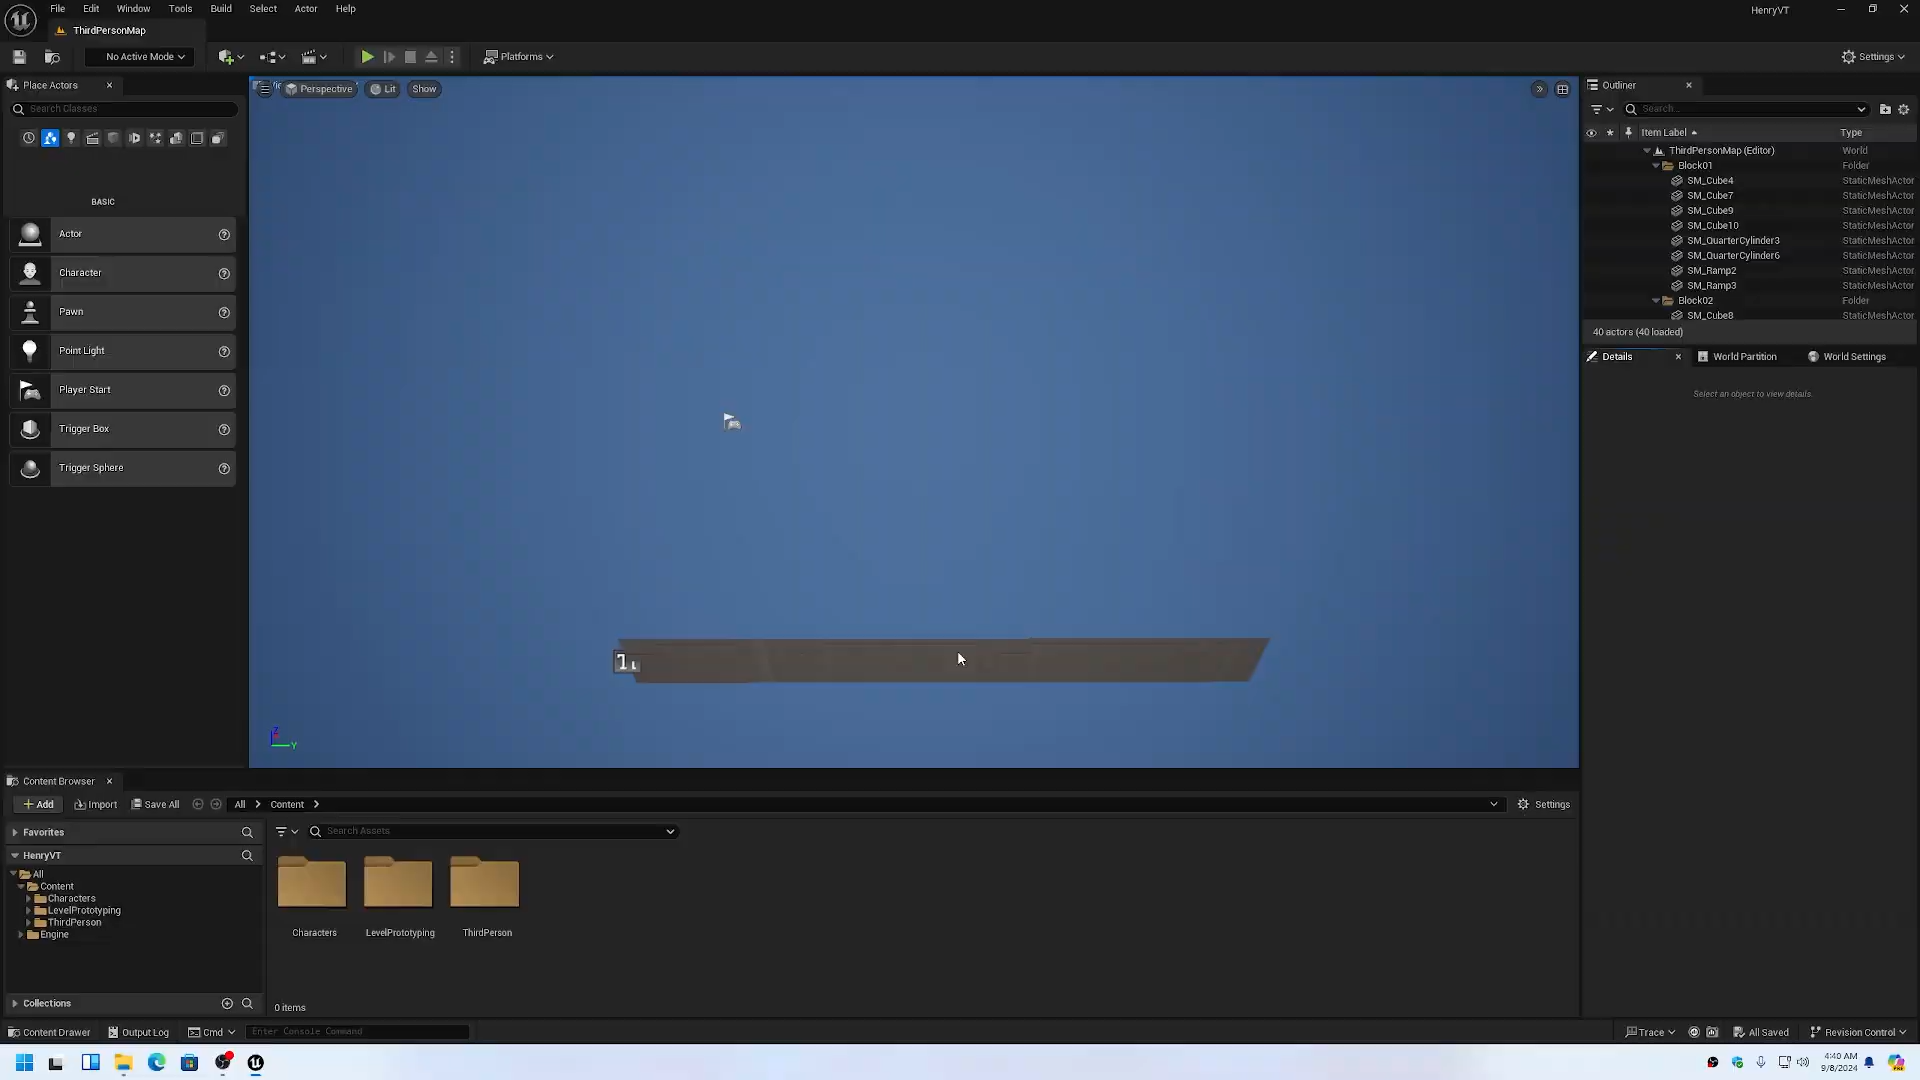 File Edit Window Tools Build Select Actor Help
HenryVT
ThirdPersonMap
No Active Mode
Platforms
Settings
Place Actors
Search Classes
BASIC
Actor
Character
Pawn
Point Light
Player Start
Trigger Box
Trigger Sphere
Perspective
Lit
Show
Z
Y
Outliner
Search...
Item Label
Type
ThirdPersonMap (Editor) World
Block01 Folder
SM_Cube4 StaticMeshActor
SM_Cube7 StaticMeshActor
SM_Cube9 StaticMeshActor
SM_Cube10 StaticMeshActor
SM_QuarterCylinder3 StaticMeshActor
SM_QuarterCylinder6 StaticMeshActor
SM_Ramp2 StaticMeshActor
SM_Ramp3 StaticMeshActor
Block02 Folder
SM_Cube8 StaticMeshActor
40 actors (40 loaded)
Details
World Partition
World Settings
Select an object to view details.
Content Browser
Add
Import
Save All
All
Content
Settings
Favorites
HenryVT
All
Content
Characters
LevelPrototyping
ThirdPerson
Engine
Collections
Search Assets
Characters
LevelPrototyping
ThirdPerson
0 items
Content Drawer
Output Log
Cmd
Enter Console Command
Trace
All Saved
Revision Control
4:40 AM
9/8/2024